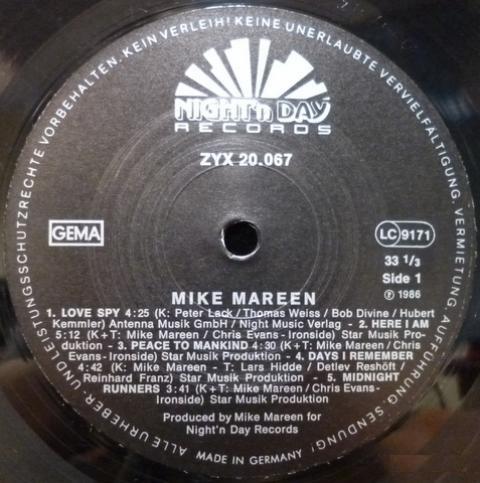 ALLE URHEBER- UND LEISTUNGSSCHUTZRECHTE VORBEHALTEN. KEIN VERLEIH! KEINE UNERLAUBTE VERVIELFÄLTIGUNG, VERMIETUNG, AUFFÜHRUNG, SENDUNG!
NIGHT'n DAY
RECORDS
ZYX 20.067
GEMA
LC 9171
33 1/3
Side 1
℗ 1986
MIKE MAREEN
1. LOVE SPY 4:25 (K: Peter Lack / Thomas Weiss / Bob Divine / Hubert
Kemmler) Antenna Musik GmbH / Night Music Verlag - 2. HERE I AM
5:12 (K+T: Mike Mareen / Chris Evans-Ironside) Star Musik Pro-
duktion - 3. PEACE TO MANKIND 4:30 (K+T: Mike Mareen / Chris
Evans-Ironside) Star Musik Produktion - 4. DAYS I REMEMBER
4:42 (K: Mike Mareen - T: Lars Hidde / Detlev Reshöft /
Reinhard Franz) Star Musik Produktion - 5. MIDNIGHT
RUNNERS 3:41 (K+T: Mike Mareen / Chris Evans-
Ironside) Star Musik Produktion
Produced by Mike Mareen for
Night'n Day Records
MADE IN GERMANY